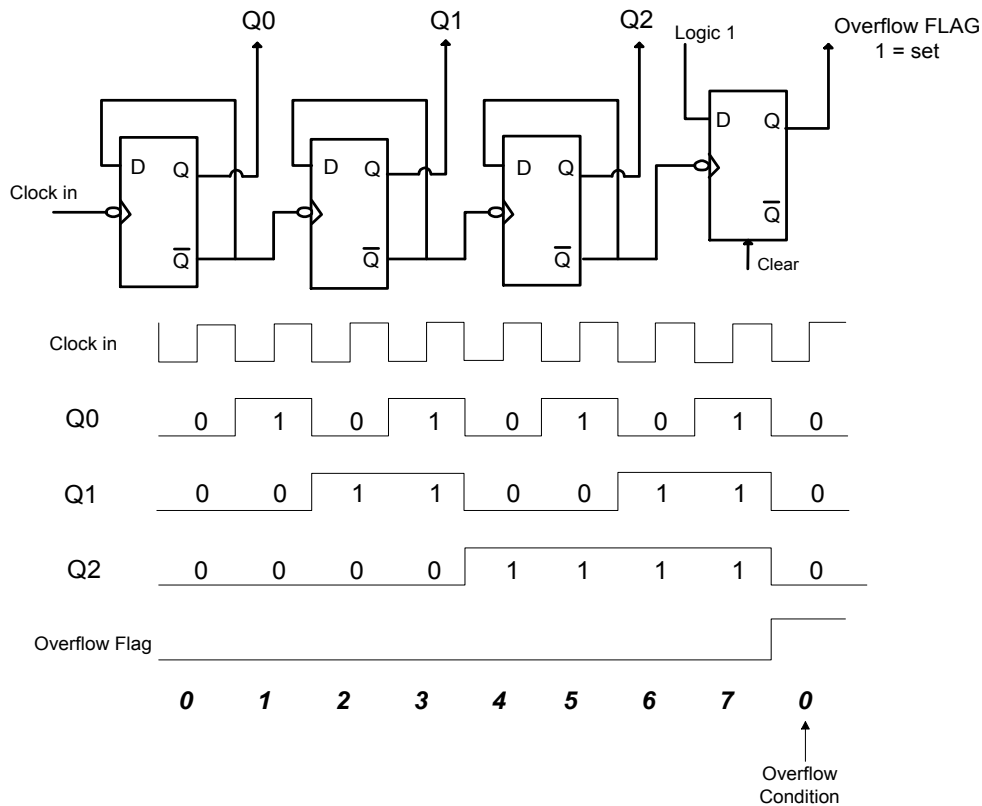 Q0
Q1
Q2
Logic 1
Overflow FLAG
1 = set
D Q
D Q
D Q
D Q
Clock in
Q
Q
Q
Q
Clear
Clock in
Q0 0 1 0 1 0 1 0 1 0
Q1 0 0 1 1 0 0 1 1 0
Q2 0 0 0 0 1 1 1 1 0
Overflow Flag
0 1 2 3 4 5 6 7 0
Overflow
Condition